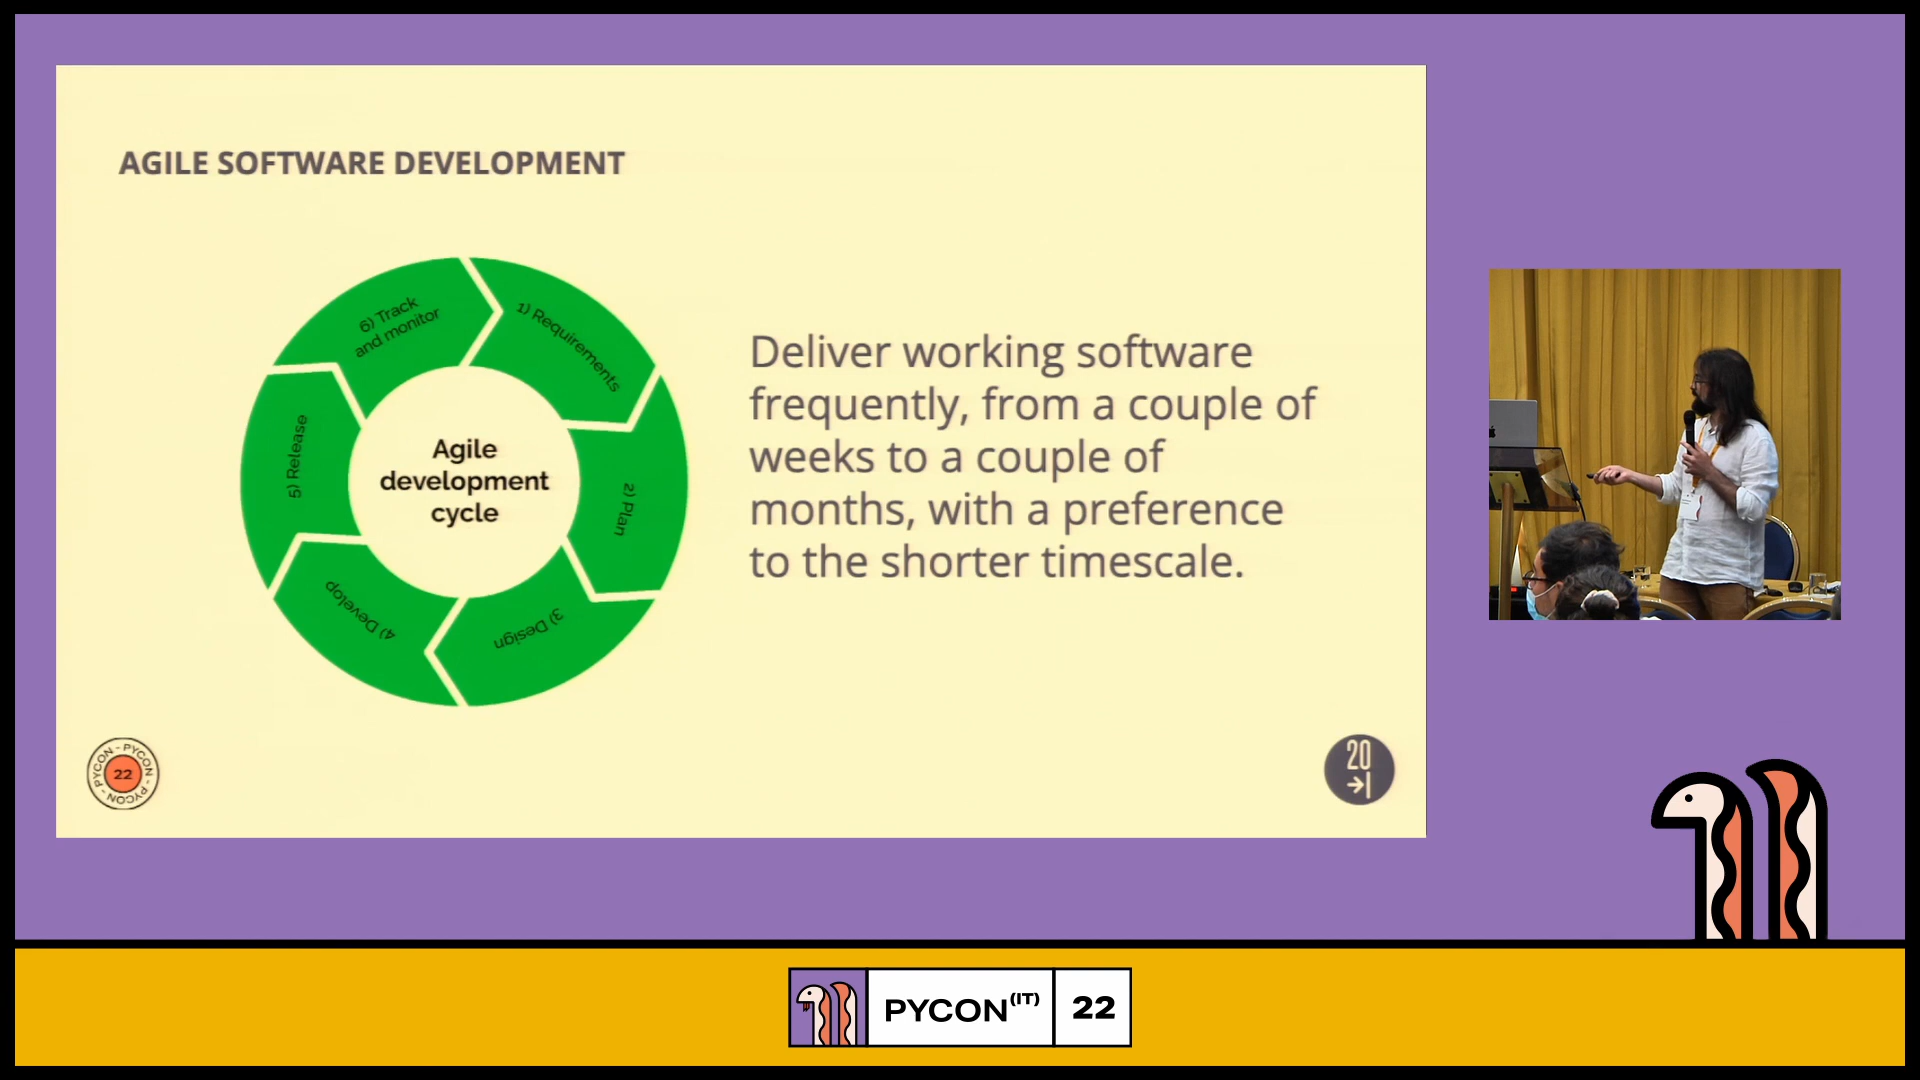 AGILE SOFTWARE DEVELOPMENT
1) Requirements
2) Plan
3) Design
4) Develop
5) Release
6) Track
and monitor
Agile
development
cycle
Deliver working software
frequently, from a couple of
weeks to a couple of
months, with a preference
to the shorter timescale.
PYCON - PYCON - PYCON - PYCON -
22
20
→|
PYCON(IT) 22